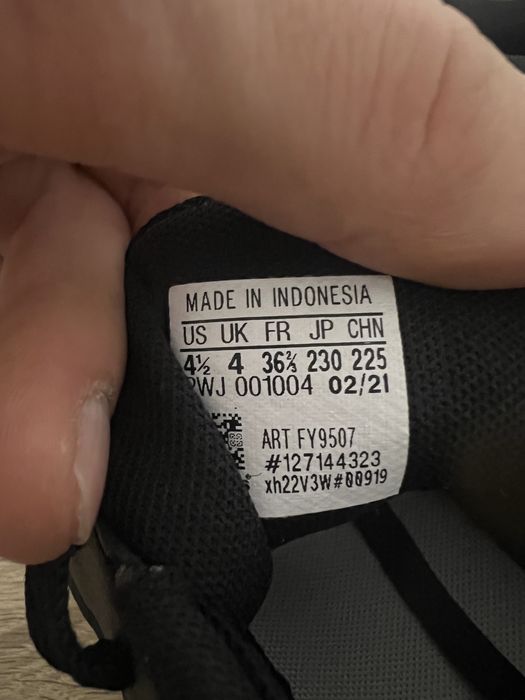 MADE IN INDONESIA
US UK FR JP CHN
4½ 4 36⅔ 230 225
PWJ 001004 02/21
ART FY9507
#127144323
xh22V3W#00919